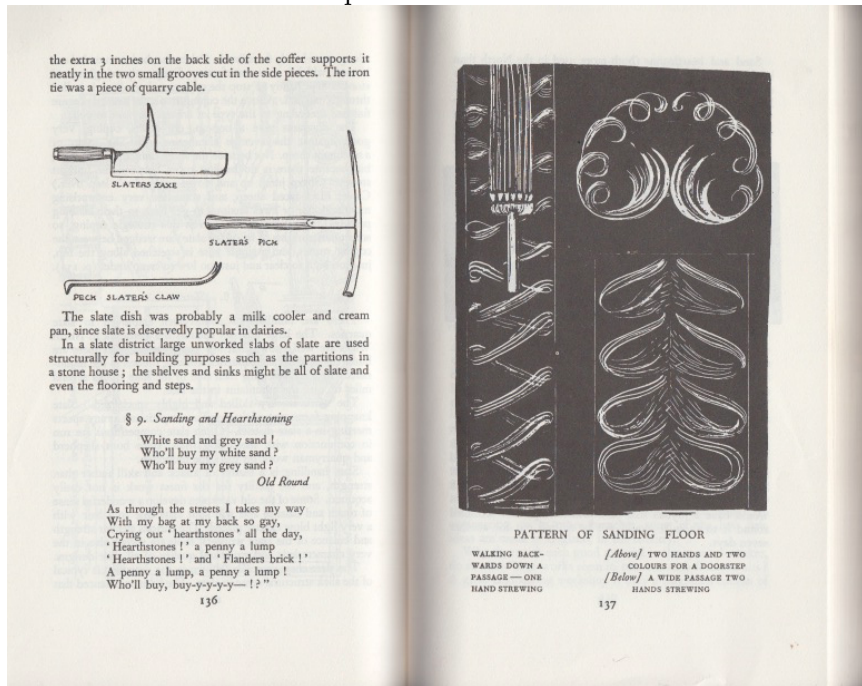 the extra 3 inches on the back side of the coffer supports it
neatly in the two small grooves cut in the side pieces. The iron
tie was a piece of quarry cable.
SLATERS SAXE
SLATER'S PICK
PECK SLATER'S CLAW
The slate dish was probably a milk cooler and cream
pan, since slate is deservedly popular in dairies.
In a slate district large unworked slabs of slate are used
structurally for building purposes such as the partitions in
a stone house ; the shelves and sinks might be all of slate and
even the flooring and steps.
§ 9. Sanding and Hearthstoning
White sand and grey sand !
Who'll buy my white sand ?
Who'll buy my grey sand ?
Old Round
As through the streets I takes my way
With my bag at my back so gay,
Crying out ‘ hearthstones ’ all the day,
‘ Hearthstones ! ’ a penny a lump
‘ Hearthstones ! ’ and ‘ Flanders brick ! ’
A penny a lump, a penny a lump !
Who'll buy, buy-y-y-y-y— ! ? ”
136
PATTERN OF SANDING FLOOR
WALKING BACK-
WARDS DOWN A
PASSAGE — ONE
HAND STREWING
[Above] TWO HANDS AND TWO
COLOURS FOR A DOORSTEP
[Below] A WIDE PASSAGE TWO
HANDS STREWING
137